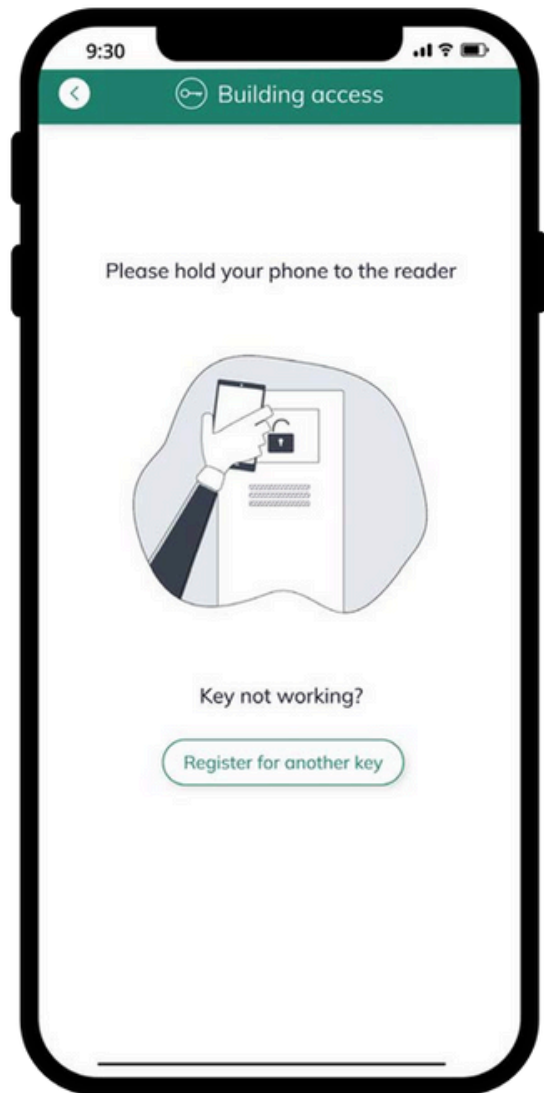 9:30
Building access
Please hold your phone to the reader
Key not working?
Register for another key